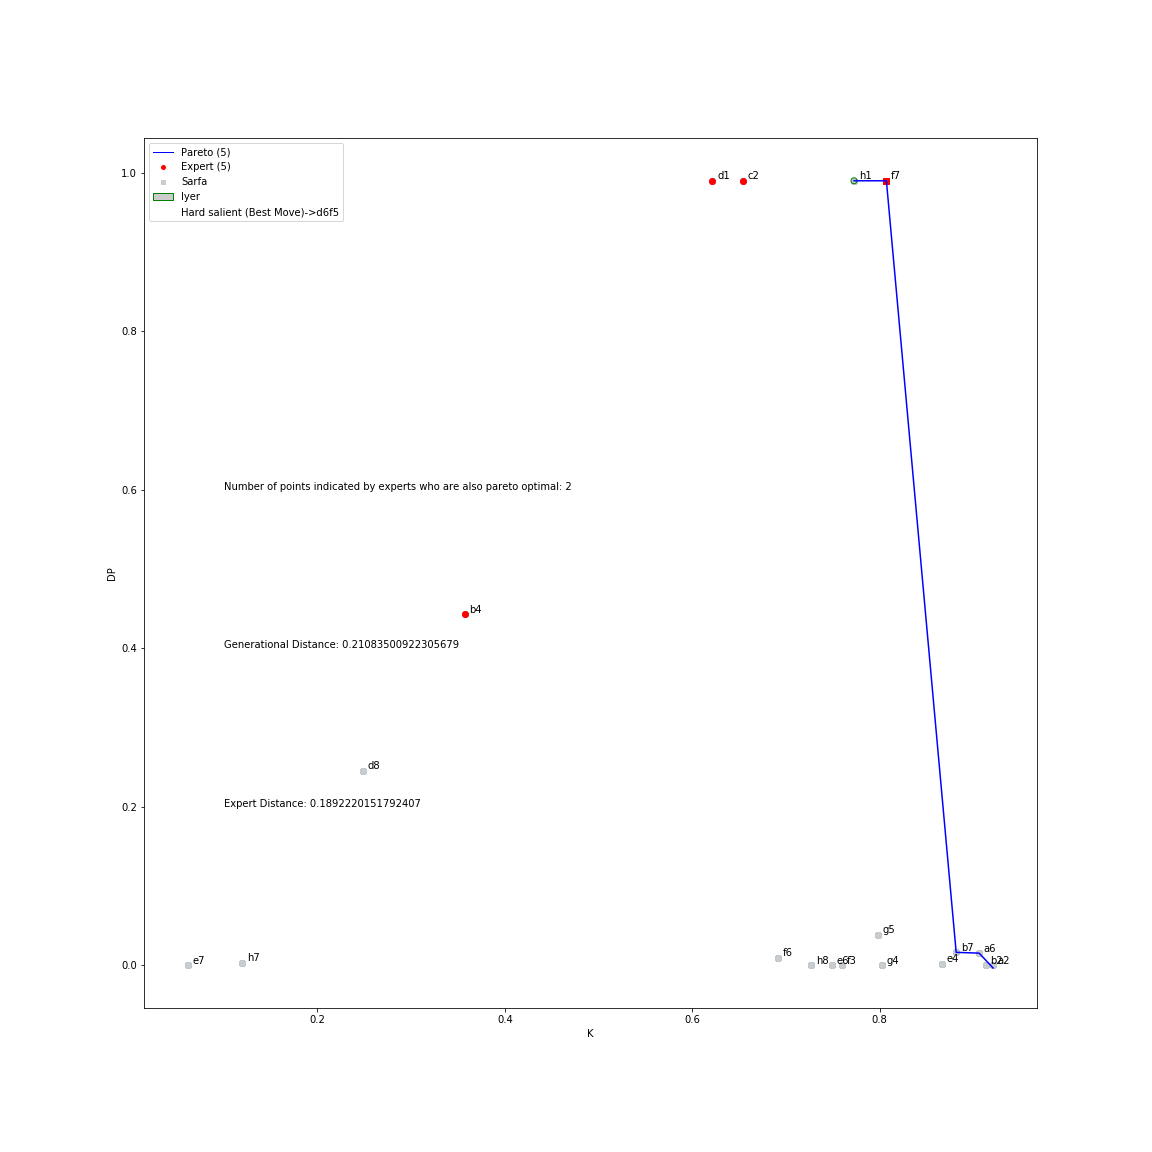 Pareto (5)
Expert (5)
Sarfa
Iyer
Hard salient (Best Move)->d6f5
d1
c2
h1
f7
1.0
0.8
0.6
0.4
0.2
0.0
DP
Number of points indicated by experts who are also pareto optimal: 2
b4
Generational Distance: 0.21083500922305679
d8
Expert Distance: 0.1892220151792407
g5
b7
a6
f6
h7
e7
h8
f3
g4
e4
a2
0.2
0.4
0.6
0.8
K